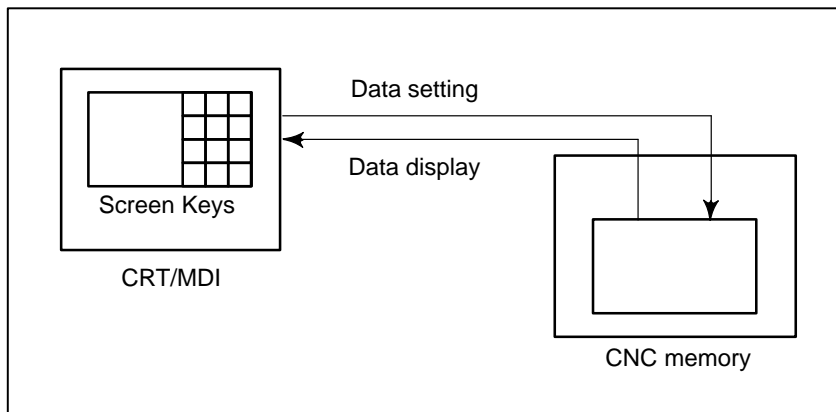 Data setting
Data display
Screen Keys
CRT/MDI
CNC memory